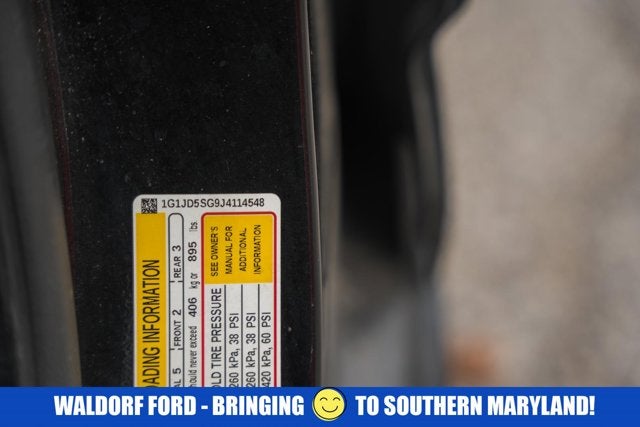 1G1JD5SG9J4114548
ADING INFORMATION
AL 5 FRONT 2 REAR 3
hould never exceed 406 kg or 895 lbs.
OLD TIRE PRESSURE
260 kPa, 38 PSI
260 kPa, 38 PSI
420 kPa, 60 PSI
SEE OWNER'S
MANUAL FOR
ADDITIONAL
INFORMATION
WALDORF FORD - BRINGING TO SOUTHERN MARYLAND!